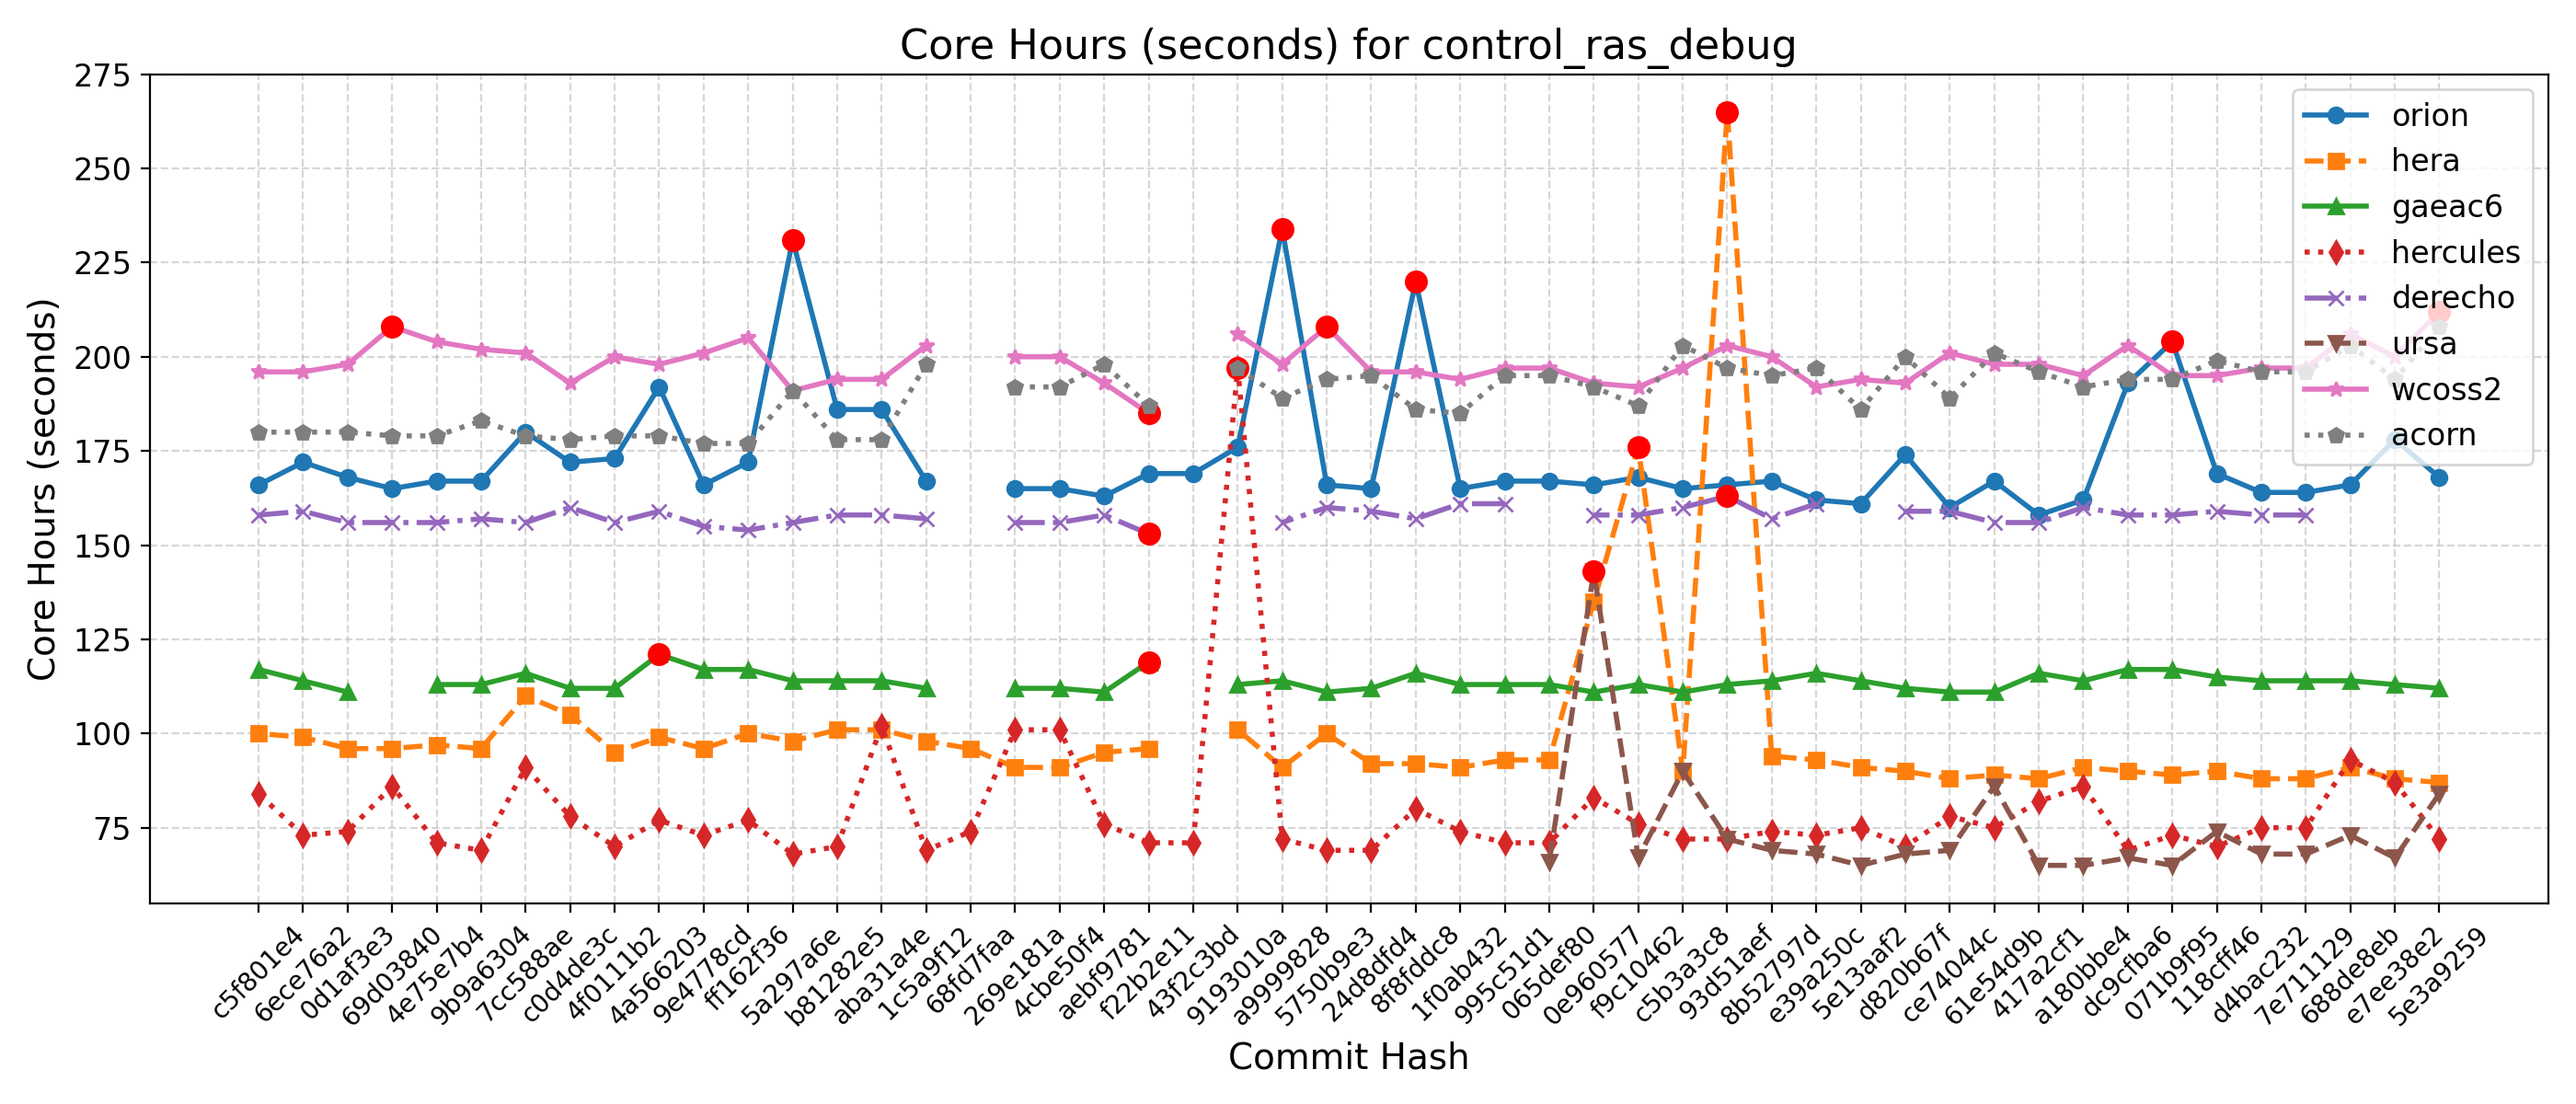 Core Hours (seconds) for control_ras_debug
Core Hours (seconds)
275
250
225
200
175
150
125
100
75
orion
hera
gaeac6
hercules
derecho
ursa
wcoss2
acorn
c5f801e4
6ece76a2
0d1af3e3
69d03840
4e75e7b4
9b9a6304
7cc588ae
c0d4de3c
4f0111b2
4a566203
9e4778cd
ff162f36
5a297a6e
b81282e5
aba31a4e
1c5a9f12
68fd7faa
269e181a
4cbe50f4
aebf9781
f22b2e11
43f2c3bd
9193010a
a9999828
5750b9e3
24d8dfd4
8f8fddc8
1f0ab432
995c51d1
065def80
0e960577
f9c10462
c5b3a3c8
93d51aef
8b52797d
e39a250c
5e13aaf2
d820b67f
ce74044c
61e54d9b
417a2cf1
a180bbe4
dc9cfba6
071b9f95
118cff46
d4bac232
7e711129
688de8eb
e7ee38e2
5e3a9259
Commit Hash